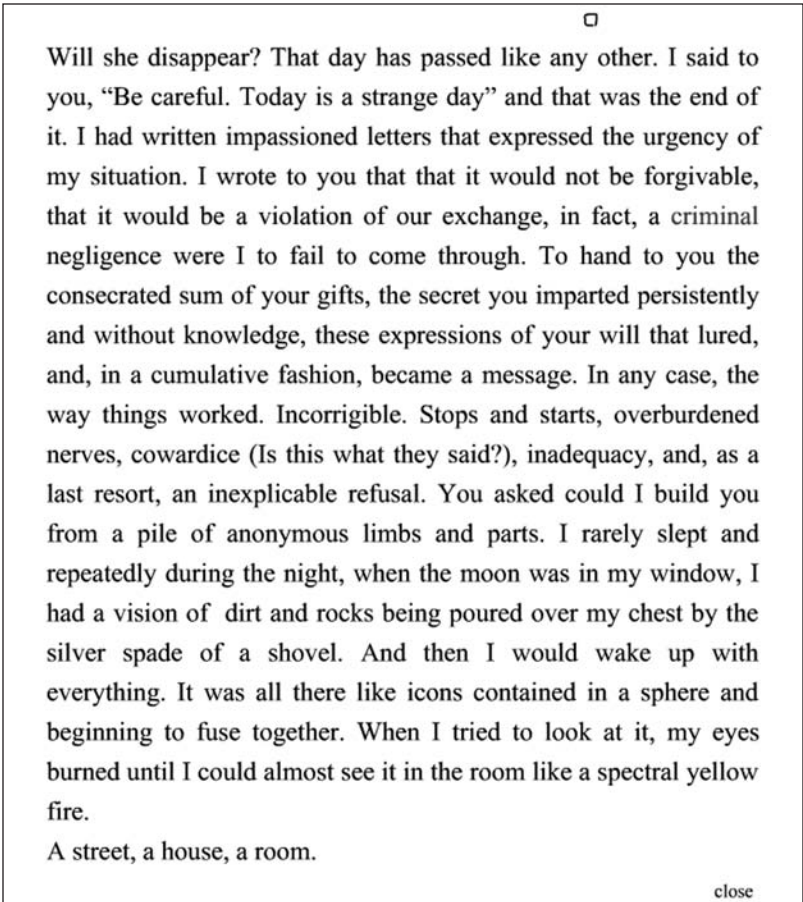 Will she disappear? That day has passed like any other. I said to
you, “Be careful. Today is a strange day” and that was the end of
it. I had written impassioned letters that expressed the urgency of
my situation. I wrote to you that that it would not be forgivable,
that it would be a violation of our exchange, in fact, a criminal
negligence were I to fail to come through. To hand to you the
consecrated sum of your gifts, the secret you imparted persistently
and without knowledge, these expressions of your will that lured,
and, in a cumulative fashion, became a message. In any case, the
way things worked. Incorrigible. Stops and starts, overburdened
nerves, cowardice (Is this what they said?), inadequacy, and, as a
last resort, an inexplicable refusal. You asked could I build you
from a pile of anonymous limbs and parts. I rarely slept and
repeatedly during the night, when the moon was in my window, I
had a vision of dirt and rocks being poured over my chest by the
silver spade of a shovel. And then I would wake up with
everything. It was all there like icons contained in a sphere and
beginning to fuse together. When I tried to look at it, my eyes
burned until I could almost see it in the room like a spectral yellow
fire.
A street, a house, a room.
close